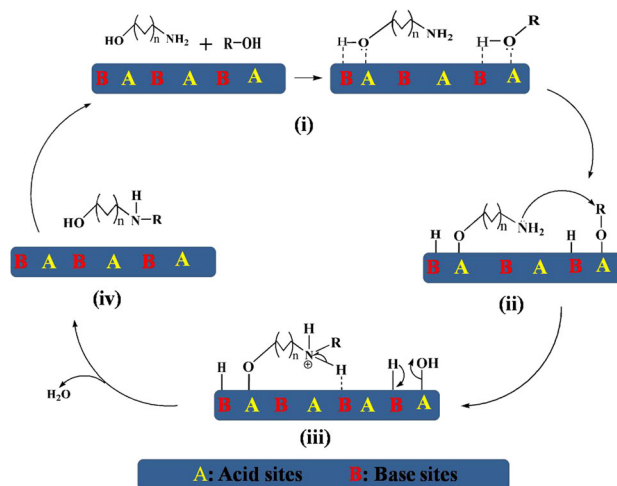 HO ( )n NH2 + R–OH
H–O ( )n NH2 H–O R
B A B A B A
B A B A B A
(i)
HO ( )n N–R H
( )n NH2 R
H O H O
B A B A B A
B A B A B A
(iv)
(ii)
H O ( )n N–R H H ⊕ H OH
H2O
B A B A B A B A
(iii)
A: Acid sites B: Base sites